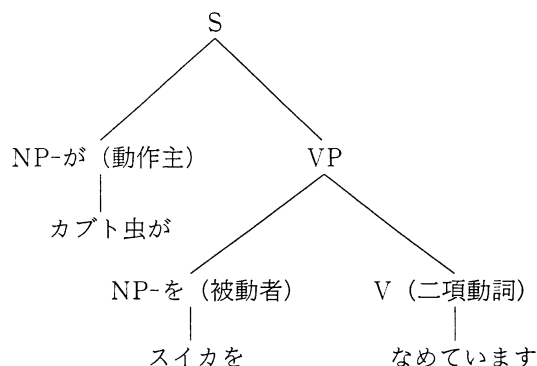 S
NP-が（動作主） VP
カブト虫が
NP-を（被動者） V（二項動詞）
スイカを なめています